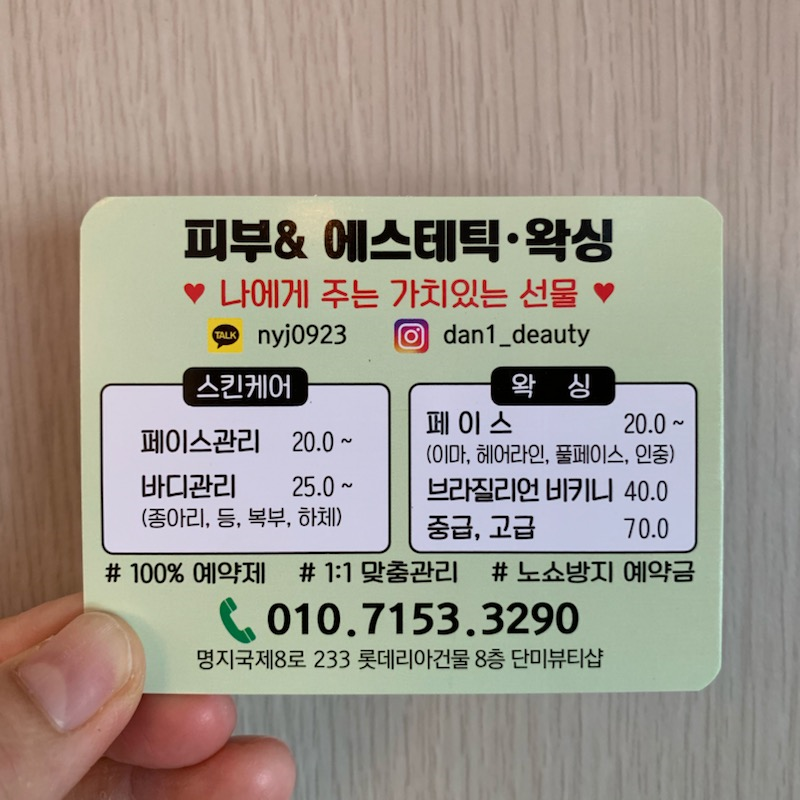 피부& 에스테틱·왁싱
♥ 나에게 주는 가치있는 선물 ♥
TALK nyj0923 dan1_deauty
스킨케어
페이스관리 20.0 ~
바디관리 25.0 ~
(종아리, 등, 복부, 하체)
왁 싱
페 이 스 20.0 ~
(이마, 헤어라인, 풀페이스, 인중)
브라질리언 비키니 40.0
중급, 고급 70.0
# 100% 예약제 # 1:1 맞춤관리 # 노쇼방지 예약금
010.7153.3290
명지국제8로 233 롯데리아건물 8층 단미뷰티샵